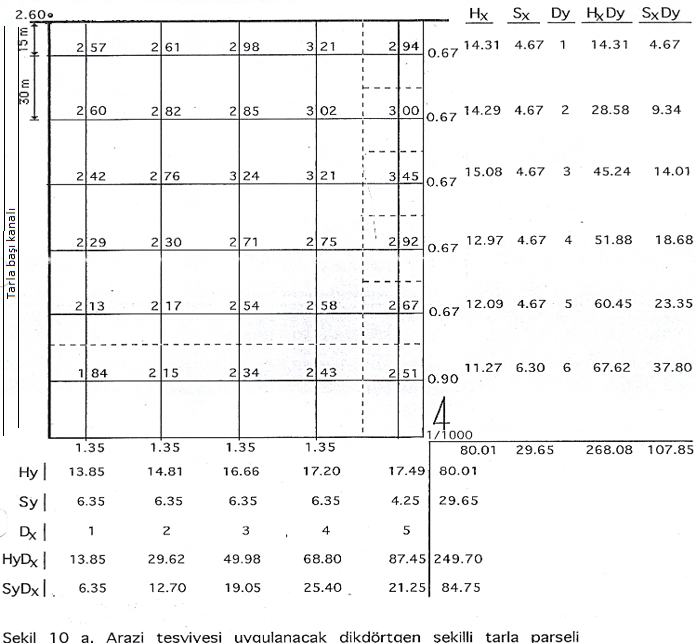 2.60 Hx Sx Dy HxDy SxDy
15 m
2 57 2 61 2 98 3 21 2 94 0.67 14.31 4.67 1 14.31 4.67
30 m
2 60 2 82 2 85 3 02 3 00 0.67 14.29 4.67 2 28.58 9.34
2 42 2 76 3 24 3 21 3 45 0.67 15.08 4.67 3 45.24 14.01
Tarla başı kanalı
2 29 2 30 2 71 2 75 2 92 0.67 12.97 4.67 4 51.88 18.68
2 13 2 17 2 54 2 58 2 67 0.67 12.09 4.67 5 60.45 23.35
1 84 2 15 2 34 2 43 2 51 0.90 11.27 6.30 6 67.62 37.80
1/1000
1.35 1.35 1.35 1.35 80.01 29.65 268.08 107.85
Hy 13.85 14.81 16.66 17.20 17.49 80.01
Sy 6.35 6.35 6.35 6.35 4.25 29.65
Dx 1 2 3 4 5
HyDx 13.85 29.62 49.98 68.80 87.45 249.70
SyDx 6.35 12.70 19.05 25.40 21.25 84.75
Şekil 10 a. Arazi tesviyesi uygulanacak dikdörtgen şekilli tarla parseli